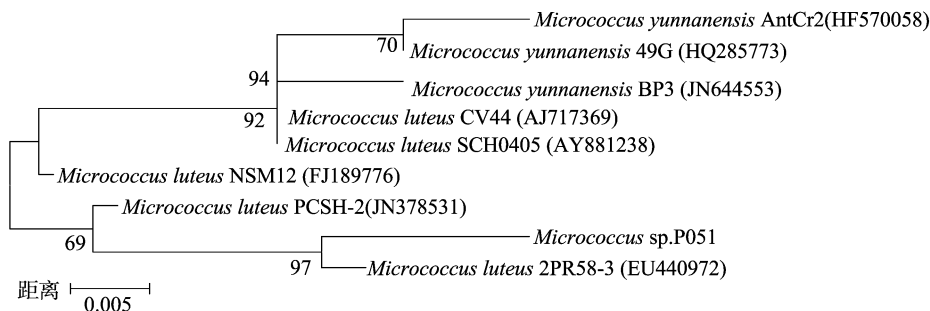 Micrococcus yunnanensis AntCr2(HF570058)
70
Micrococcus yunnanensis 49G (HQ285773)
94
Micrococcus yunnanensis BP3 (JN644553)
92
Micrococcus luteus CV44 (AJ717369)
Micrococcus luteus SCH0405 (AY881238)
Micrococcus luteus NSM12 (FJ189776)
Micrococcus luteus PCSH-2(JN378531)
69
Micrococcus sp.P051
97
Micrococcus luteus 2PR58-3 (EU440972)
距离
0.005